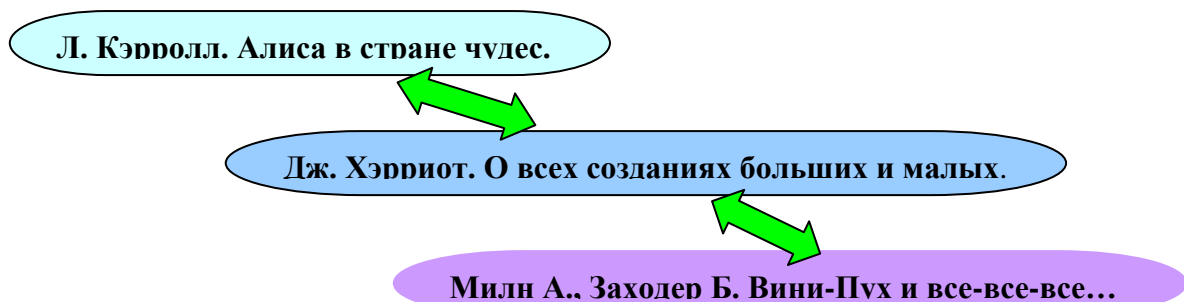 Л. Кэрролл. Алиса в стране чудес.
Дж. Хэрриот. О всех созданиях больших и малых.
Милн А., Заходер Б. Вини-Пух и все-все-все…